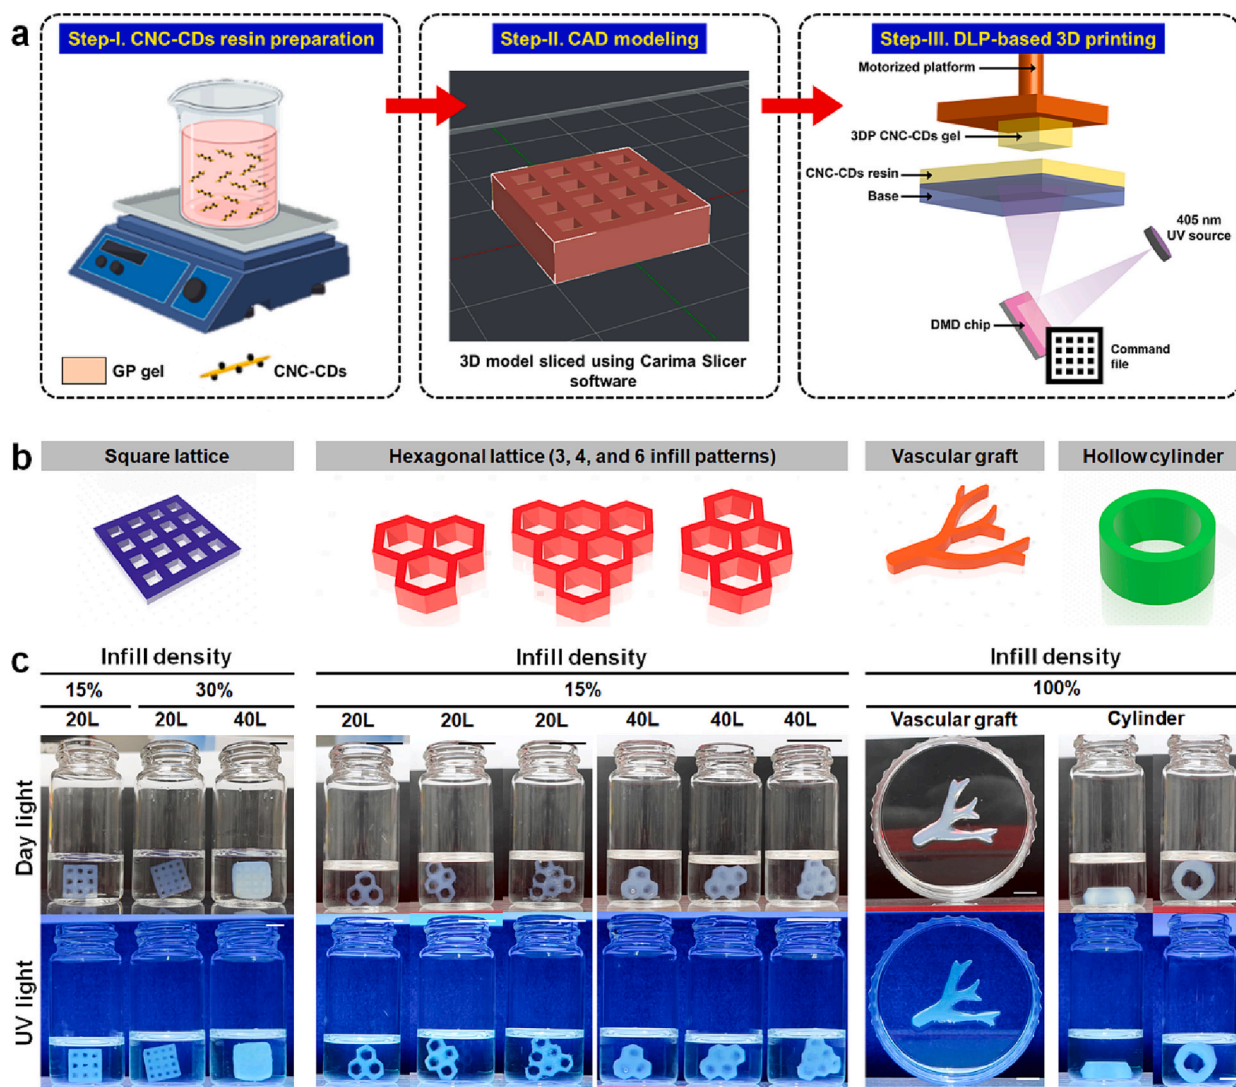 a
Step-I. CNC-CDs resin preparation
GP gel
CNC-CDs
Step-II. CAD modeling
3D model sliced using Carima Slicer
software
Step-III. DLP-based 3D printing
Motorized platform
3DP CNC-CDs gel
CNC-CDs resin
Base
405 nm
UV source
DMD chip
Command
file
b
Square lattice
Hexagonal lattice (3, 4, and 6 infill patterns)
Vascular graft
Hollow cylinder
c
Infill density
Infill density
Infill density
15%
30%
15%
100%
20L
20L
40L
20L
20L
20L
40L
40L
40L
Vascular graft
Cylinder
Day light
UV light